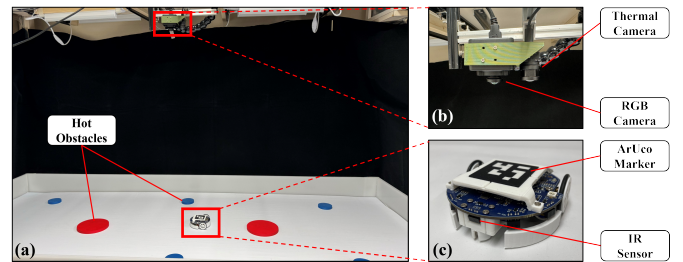 Thermal
Camera
(b)
RGB
Camera
Hot
Obstacles
ArUco
Marker
(a)
(c)
IR
Sensor